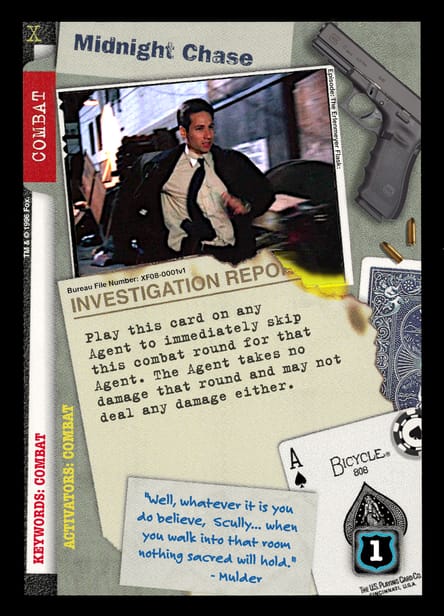 X
Midnight Chase
COMBAT
TM & © 1996 Fox.
Episode: The Erlenmeyer Flask:
Bureau File Number: XF08-0001v1
INVESTIGATION REPOR
Play this card on any
Agent to immediately skip
this combat round for that
Agent. The Agent takes no
damage that round and may not
deal any damage either.
KEYWORDS: COMBAT
ACTIVATORS: COMBAT
A
BICYCLE®
808
"Well, whatever it is you
do believe, Scully... when
you walk into that room
nothing sacred will hold."
- Mulder
1
THE U.S. PLAYING CARD CO.
CINCINNATI, U.S.A.